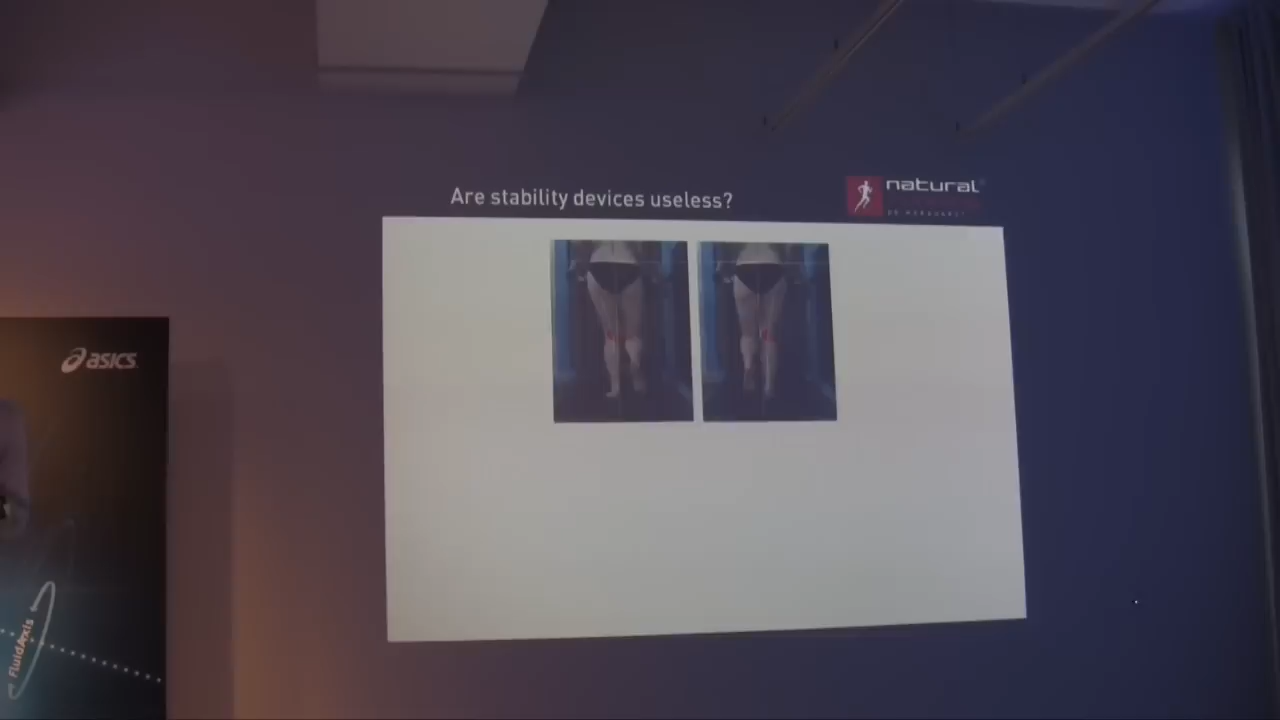 Are stability devices useless?
natural
asics
FluidAxis